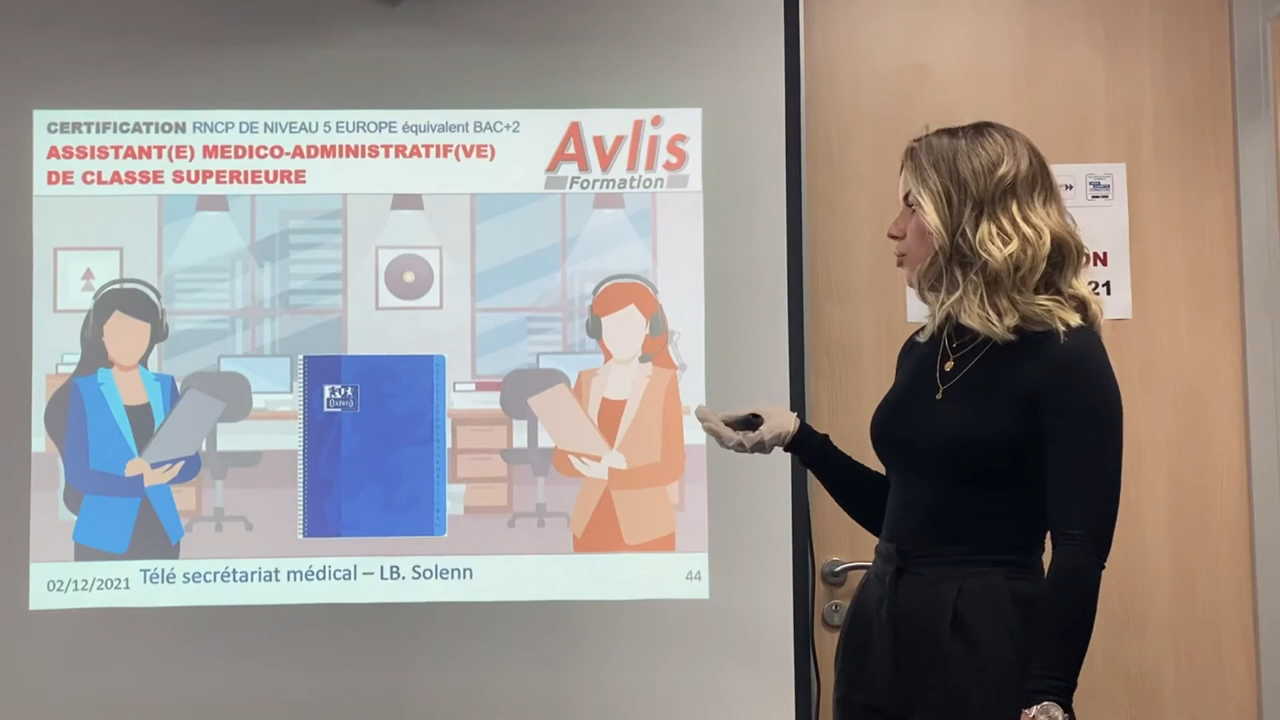 CERTIFICATION RNCP DE NIVEAU 5 EUROPE équivalent BAC+2
ASSISTANT(E) MEDICO-ADMINISTRATIF(VE)
DE CLASSE SUPERIEURE
Avlis
Formation
Oxford
02/12/2021 Télé secrétariat médical – LB. Solenn 44
ON
21